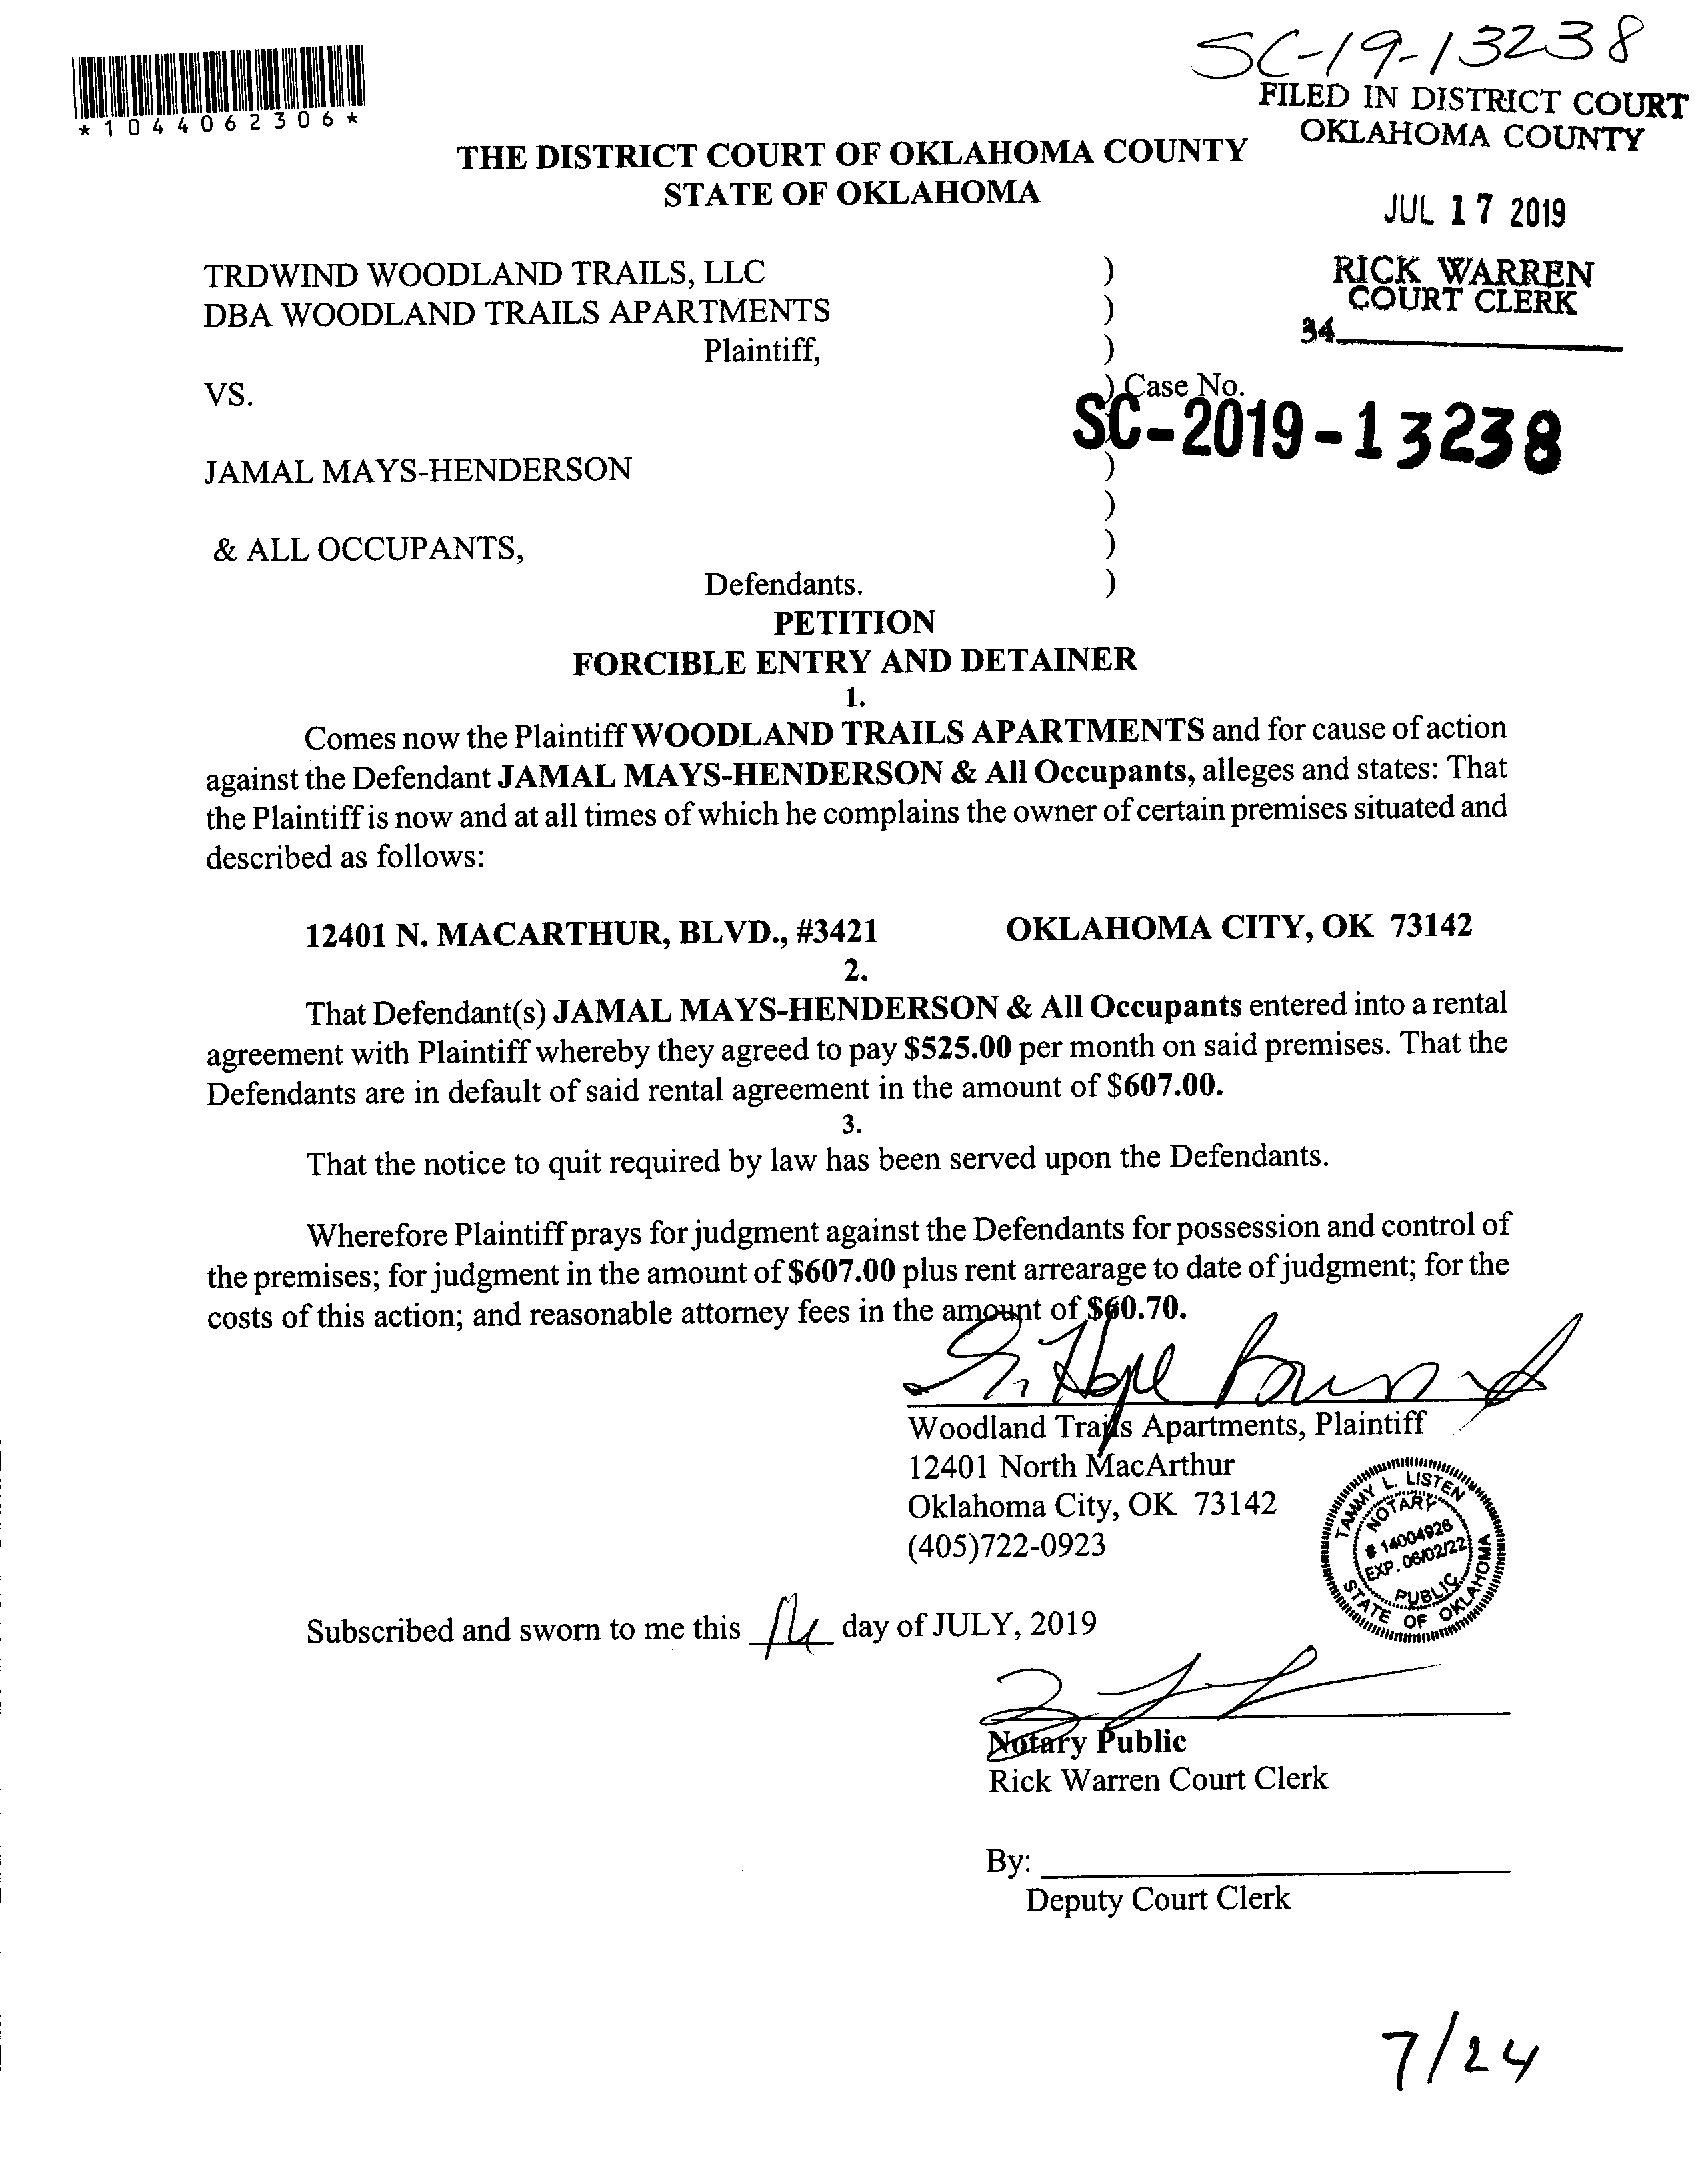 SC-19-13238
*1044062306*
FILED IN DISTRICT COURT
OKLAHOMA COUNTY
THE DISTRICT COURT OF OKLAHOMA COUNTY
STATE OF OKLAHOMA
JUL 17 2019
RICK WARREN
COURT CLERK
34
TRDWIND WOODLAND TRAILS, LLC )
DBA WOODLAND TRAILS APARTMENTS )
Plaintiff, )
VS. ) Case No.
SC-2019-13238
JAMAL MAYS-HENDERSON )
)
& ALL OCCUPANTS, )
Defendants. )
PETITION
FORCIBLE ENTRY AND DETAINER
1.
Comes now the Plaintiff WOODLAND TRAILS APARTMENTS and for cause of action
against the Defendant JAMAL MAYS-HENDERSON & All Occupants, alleges and states: That
the Plaintiff is now and at all times of which he complains the owner of certain premises situated and
described as follows:
12401 N. MACARTHUR, BLVD., #3421 OKLAHOMA CITY, OK 73142
2.
That Defendant(s) JAMAL MAYS-HENDERSON & All Occupants entered into a rental
agreement with Plaintiff whereby they agreed to pay $525.00 per month on said premises. That the
Defendants are in default of said rental agreement in the amount of $607.00.
3.
That the notice to quit required by law has been served upon the Defendants.
Wherefore Plaintiff prays for judgment against the Defendants for possession and control of
the premises; for judgment in the amount of $607.00 plus rent arrearage to date of judgment; for the
costs of this action; and reasonable attorney fees in the amount of $60.70.
Woodland Trails Apartments, Plaintiff
12401 North MacArthur
Oklahoma City, OK 73142
(405)722-0923
TAMMY L. LISTEN
NOTARY
# 14004926
EXP. 06/02/22
PUBLIC
STATE OF OKLAHOMA
Subscribed and sworn to me this day of JULY, 2019
Notary Public
Rick Warren Court Clerk
By:
Deputy Court Clerk
7/24